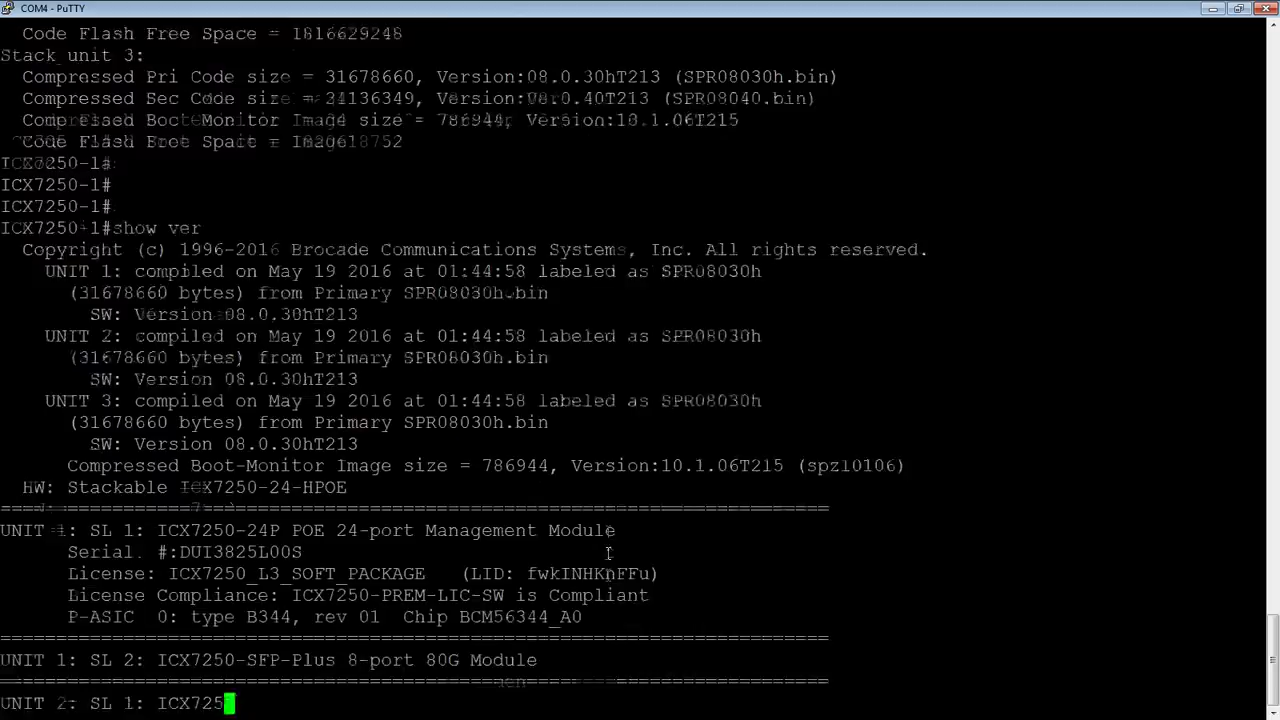 COM4 - PuTTY
Code Flash Free Space = 1816629248
Stack unit 3:
Compressed Pri Code size = 31678660, Version:08.0.30hT213 (SPR08030h.bin)
Compressed Sec Code size = 24136349, Version:08.0.40T213 (SPR08040.bin)
Compressed Boot-Monitor Image size = 786944, Version:10.1.06T215
Code Flash Space =
ICX7250-1#
ICX7250-1#
ICX7250-1#
ICX7250-1#show ver
Copyright (c) 1996-2016 Brocade Communications Systems, Inc. All rights reserved.
UNIT 1: compiled on May 19 2016 at 01:44:58 labeled as SPR08030h
(31678660 bytes) from Primary SPR08030h.bin
SW: Version 08.0.30hT213
UNIT 2: compiled on May 19 2016 at 01:44:58 labeled as SPR08030h
(31678660 bytes) from Primary SPR08030h.bin
SW: Version 08.0.30hT213
UNIT 3: compiled on May 19 2016 at 01:44:58 labeled as SPR08030h
(31678660 bytes) from Primary SPR08030h.bin
SW: Version 08.0.30hT213
Compressed Boot-Monitor Image size = 786944, Version:10.1.06T215 (spz10106)
HW: Stackable ICX7250-24-HPOE
==========================================================================
UNIT 1: SL 1: ICX7250-24P POE 24-port Management Module
Serial #:DUI3825L00S
License: ICX7250_L3_SOFT_PACKAGE (LID: fwkINHKnFFu)
License Compliance: ICX7250-PREM-LIC-SW is Compliant
P-ASIC 0: type B344, rev 01 Chip BCM56344_A0
==========================================================================
UNIT 1: SL 2: ICX7250-SFP-Plus 8-port 80G Module
==========================================================================
UNIT 2: SL 1: ICX725